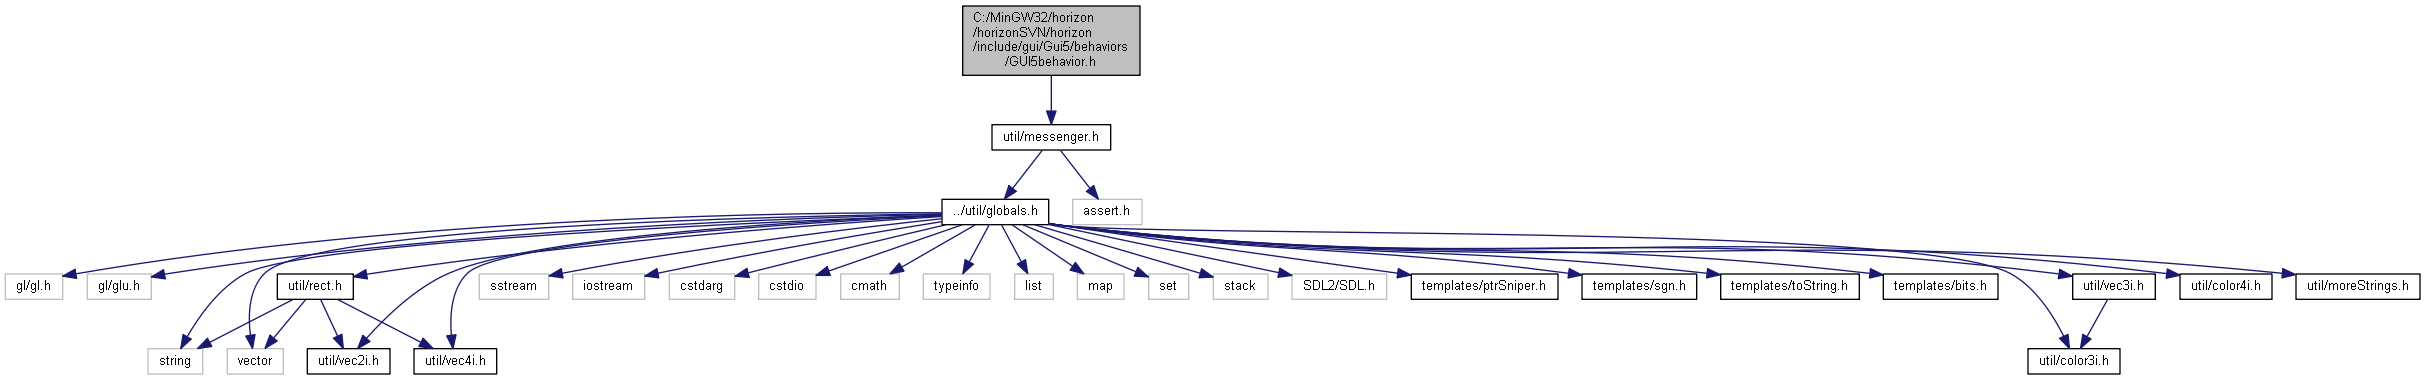 C:/MinGW32/horizon
/horizonSVN/horizon
/include/gui/Gui5/behaviors
/GUI5behavior.h
util/messenger.h
../util/globals.h
assert.h
gl/gl.h
gl/glu.h
util/rect.h
sstream
iostream
cstdarg
cstdio
cmath
typeinfo
list
map
set
stack
SDL2/SDL.h
templates/ptrSniper.h
templates/sgn.h
templates/toString.h
templates/bits.h
util/vec3i.h
util/color4i.h
util/moreStrings.h
string
vector
util/vec2i.h
util/vec4i.h
util/color3i.h